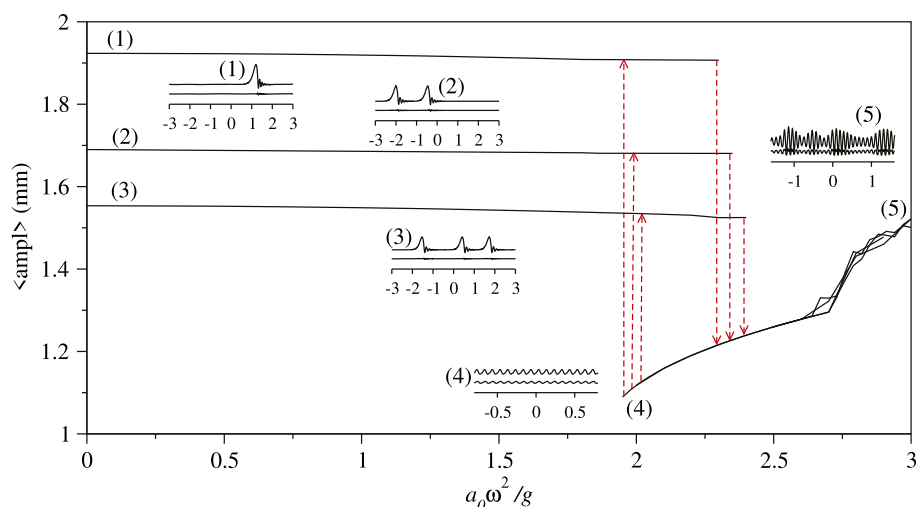 2
(1)
(1)
-3 -2 -1 0 1 2 3
(2)
-3 -2 -1 0 1 2 3
(5)
-1 0 1
1.8
(2)
1.6
(3)
(3)
-3 -2 -1 0 1 2 3
(5)
<ampl> (mm)
1.4
1.2
(4)
-0.5 0 0.5
(4)
1
0 0.5 1 1.5 2 2.5 3
a₀ω²/g